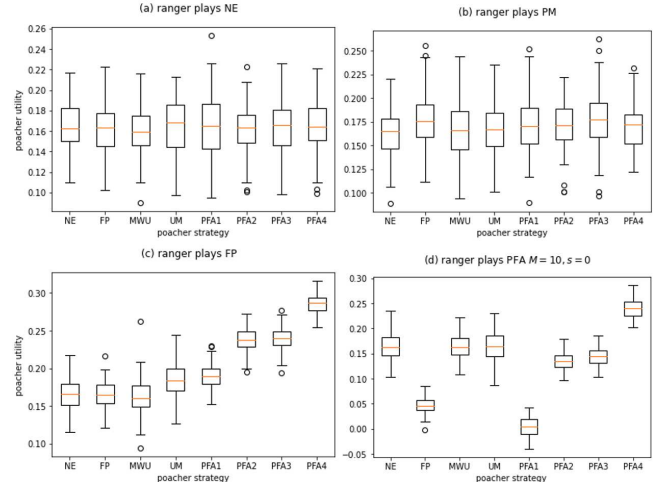 (a) ranger plays NE
0.26
0.24
0.22
0.20
0.18
0.16
0.14
0.12
0.10
poacher utility
NE FP MWU UM PFA1 PFA2 PFA3 PFA4
poacher strategy
(b) ranger plays PM
0.250
0.225
0.200
0.175
0.150
0.125
0.100
NE FP MWU UM PFA1 PFA2 PFA3 PFA4
poacher strategy
(c) ranger plays FP
0.30
0.25
0.20
0.15
0.10
poacher utility
NE FP MWU UM PFA1 PFA2 PFA3 PFA4
poacher strategy
(d) ranger plays PFA M = 10, s = 0
0.30
0.25
0.20
0.15
0.10
0.05
0.00
−0.05
NE FP MWU UM PFA1 PFA2 PFA3 PFA4
poacher strategy